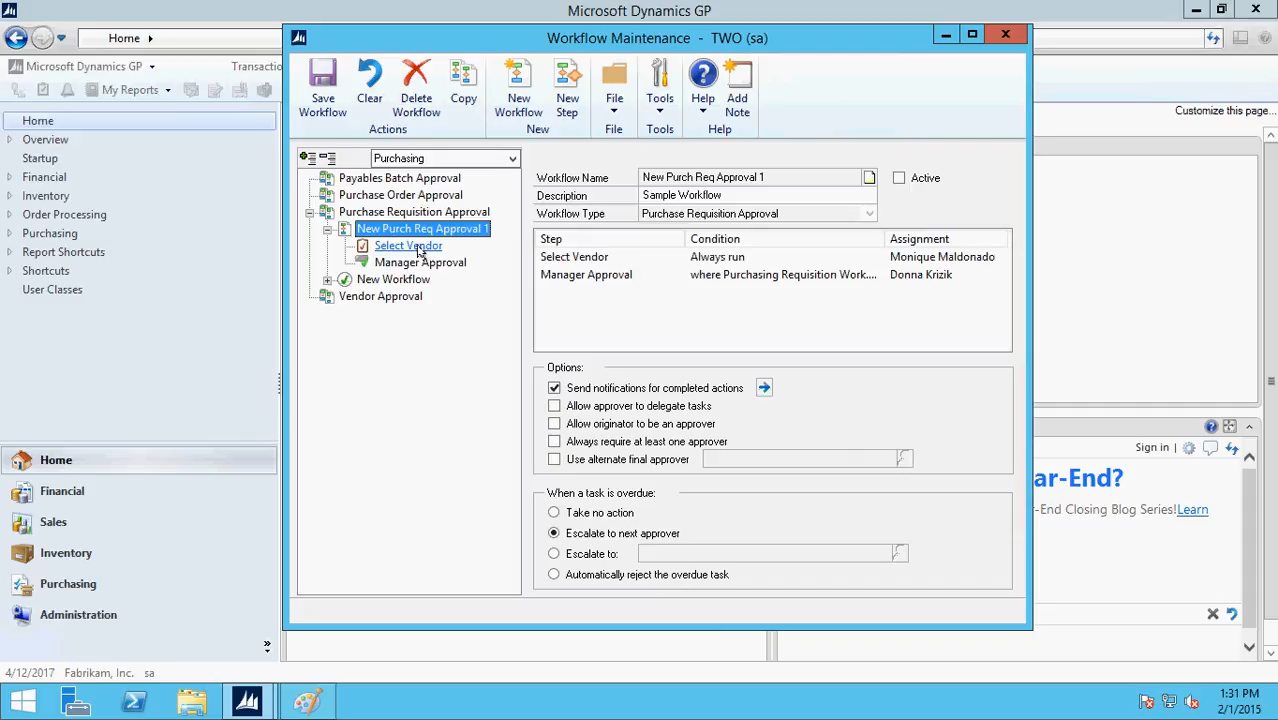 Microsoft Dynamics GP
Home
Microsoft Dynamics GP
Transactio
My Reports
Home
Overview
Startup
Financial
Inventory
Order Processing
Purchasing
Report Shortcuts
Shortcuts
User Classes
Home
Financial
Sales
Inventory
Purchasing
Administration
4/12/2017 Fabrikam, Inc. sa
Workflow Maintenance - TWO (sa)
Save Workflow
Clear
Delete Workflow
Copy
New Workflow
New Step
File
Tools
Help
Add Note
Actions
New
File
Tools
Help
Purchasing
Payables Batch Approval
Purchase Order Approval
Purchase Requisition Approval
New Purch Req Approval 1
Select Vendor
Manager Approval
New Workflow
Vendor Approval
Workflow Name New Purch Req Approval 1 Active
Description Sample Workflow
Workflow Type Purchase Requisition Approval
Step Condition Assignment
Select Vendor Always run Monique Maldonado
Manager Approval where Purchasing Requisition Work.... Donna Krizik
Options:
Send notifications for completed actions
Allow approver to delegate tasks
Allow originator to be an approver
Always require at least one approver
Use alternate final approver
When a task is overdue:
Take no action
Escalate to next approver
Escalate to:
Automatically reject the overdue task
Customize this page...
Sign in
ar-End?
r-End Closing Blog Series!Learn
1:31 PM
2/1/2015